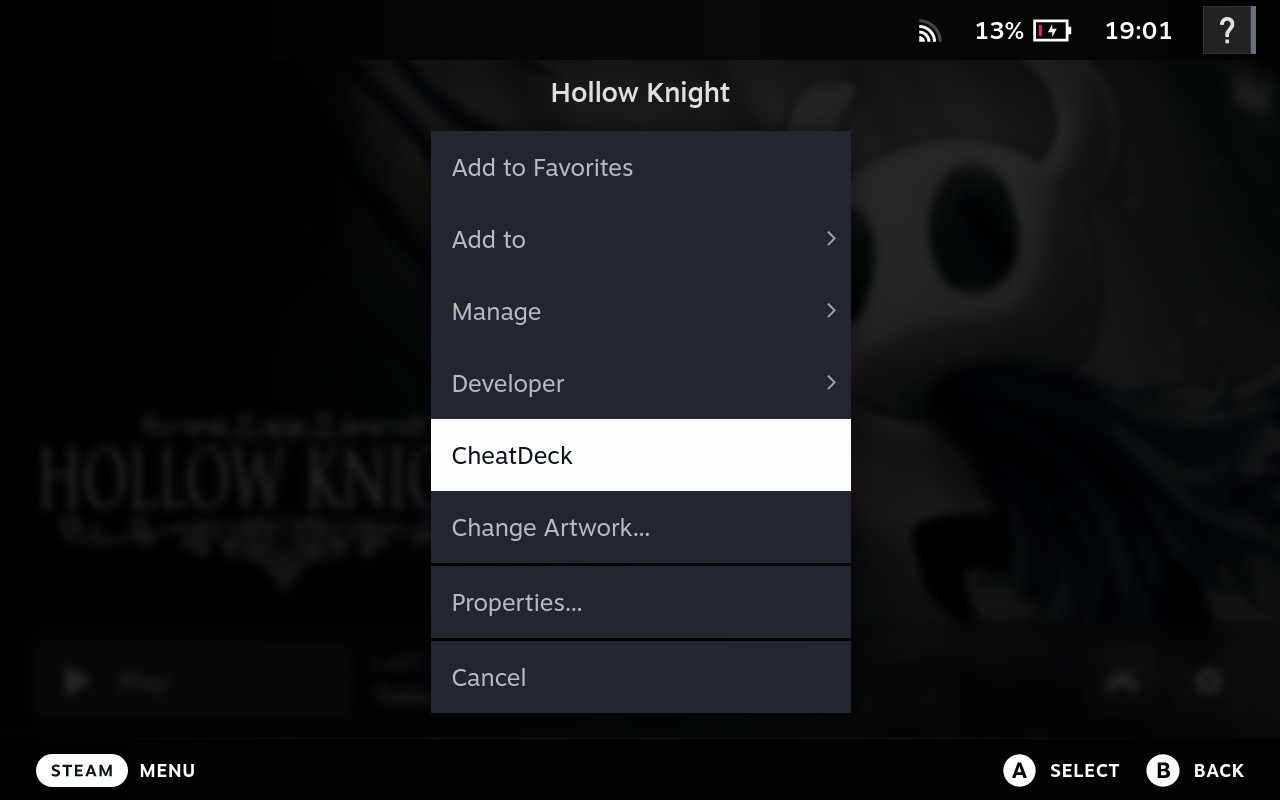 13% 19:01 ?
Hollow Knight
Add to Favorites
Add to
Manage
Developer
CheatDeck
Change Artwork...
Properties...
Cancel
HOLLOW KNIG
Play
STEAM MENU
A SELECT B BACK